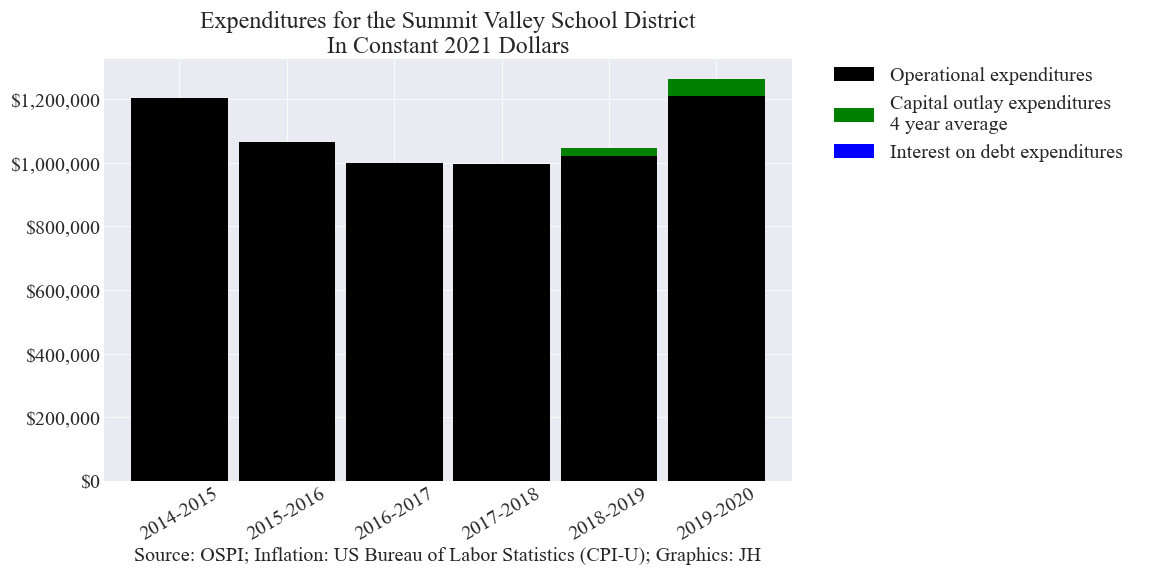 Expenditures for the Summit Valley School District
In Constant 2021 Dollars
Operational expenditures
Capital outlay expenditures
4 year average
Interest on debt expenditures
$1,200,000
$1,000,000
$800,000
$600,000
$400,000
$200,000
$0
2014-2015
2015-2016
2016-2017
2017-2018
2018-2019
2019-2020
Source: OSPI; Inflation: US Bureau of Labor Statistics (CPI-U); Graphics: JH